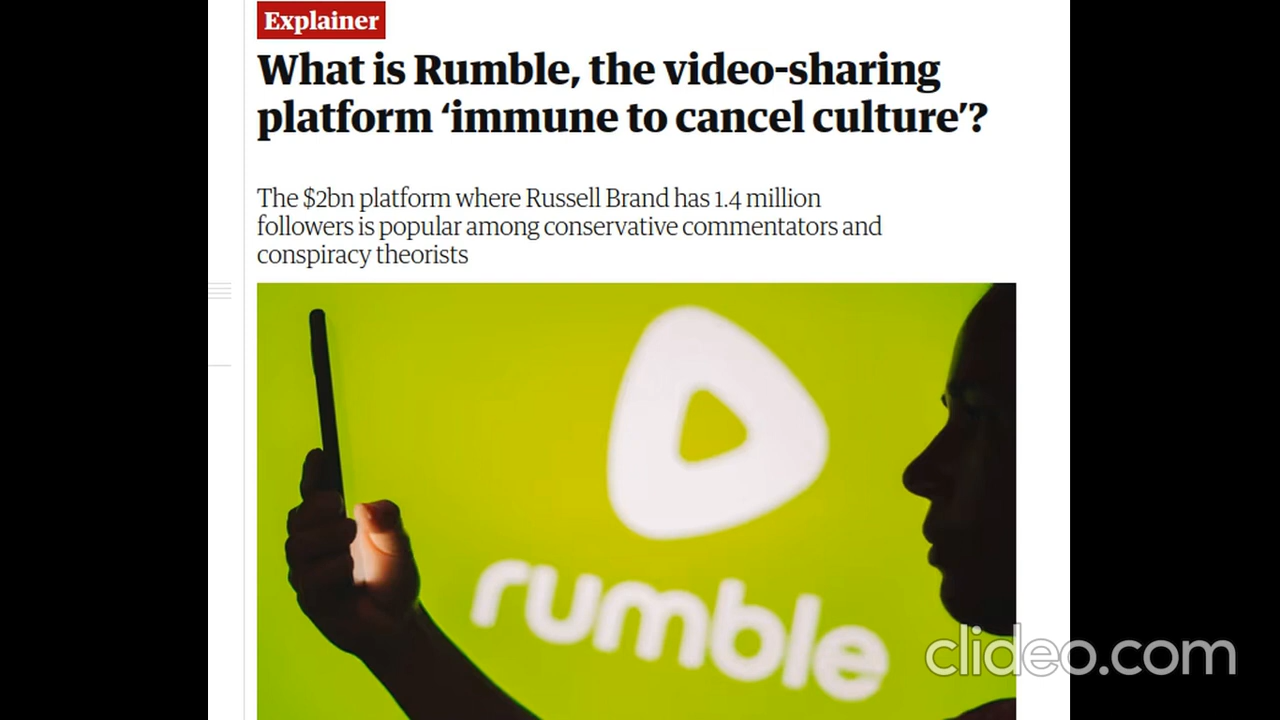 Explainer
What is Rumble, the video-sharing
platform ‘immune to cancel culture’?
The $2bn platform where Russell Brand has 1.4 million
followers is popular among conservative commentators and
conspiracy theorists
rumble
clideo.com